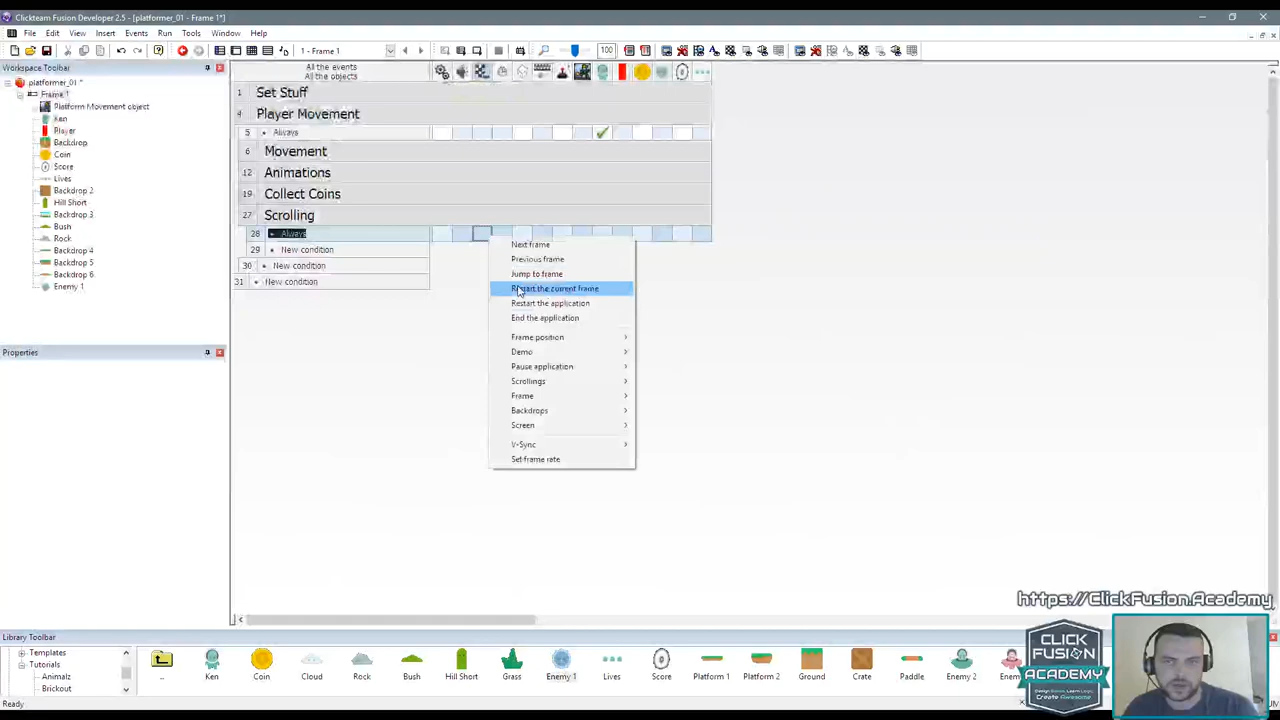 Clickteam Fusion Developer 2.5 - [platformer_01 - Frame 1*]
File Edit View Insert Events Run Tools Window Help
1 - Frame 1
100
Workspace Toolbar
platformer_01 *
Frame 1
Platform Movement object
Ken
Player
Backdrop
Coin
Score
Lives
Backdrop 2
Hill Short
Backdrop 3
Bush
Rock
Backdrop 4
Backdrop 5
Backdrop 6
Enemy 1
Properties
All the events
All the objects
1 Set Stuff
4 Player Movement
5 Always
6 Movement
12 Animations
19 Collect Coins
27 Scrolling
28 Always
29 New condition
30 New condition
31 New condition
Next frame
Previous frame
Jump to frame
Restart the current frame
Restart the application
End the application
Frame position
Demo
Pause application
Scrollings
Frame
Backdrops
Screen
V-Sync
Set frame rate
https://ClickFusion.Academy
Library Toolbar
Templates
Tutorials
Animalz
Brickout
..
Ken
Coin
Cloud
Rock
Bush
Hill Short
Grass
Enemy 1
Lives
Score
Platform 1
Platform 2
Ground
Crate
Paddle
Enemy 2
CLICK
FUSION
ACADEMY
Create Awesome
Ready